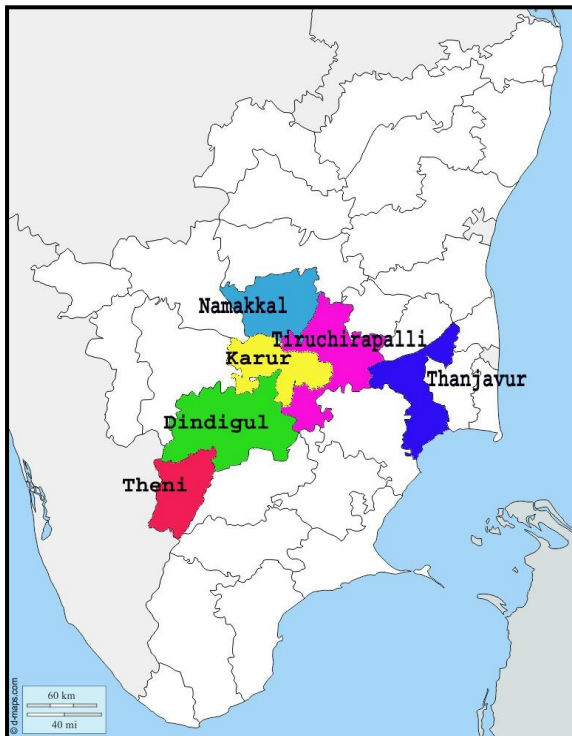 Namakkal
Tiruchirapalli
Karur
Thanjavur
Dindigul
Theni
60 km
40 mi
© d-maps.com